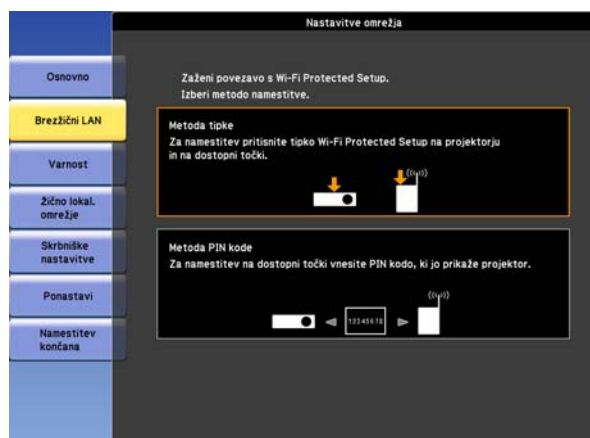 Nastavitve omrežja
Osnovno
Brezžični LAN
Varnost
Žično lokal.
omrežje
Skrbniške
nastavitve
Ponastavi
Namestitev
končana
Zaženi povezavo s Wi-Fi Protected Setup.
Izberi metodo namestitve.
Metoda tipke
Za namestitev pritisnite tipko Wi-Fi Protected Setup na projektorju
in na dostopni točki.
Metoda PIN kode
Za namestitev na dostopni točki vnesite PIN kodo, ki jo prikaže projektor.
12345678